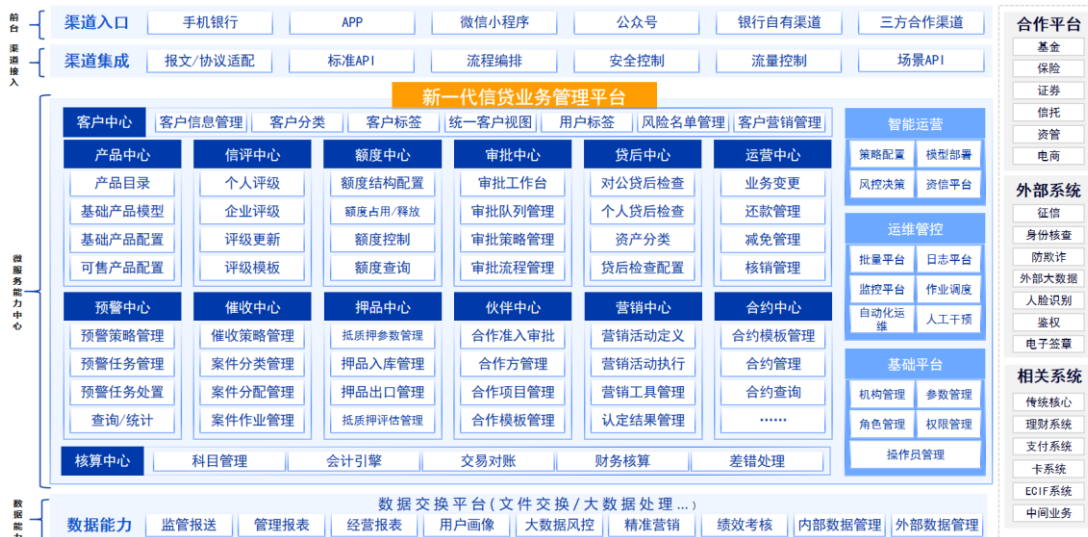 前台
渠道入口 手机银行 APP 微信小程序 公众号 银行自有渠道 三方合作渠道
渠道接入
渠道集成 报文/协议适配 标准API 流程编排 安全控制 流量控制 场景API
新一代信贷业务管理平台
微服务能力中心
客户中心 客户信息管理 客户分类 客户标签 统一客户视图 用户标签 风险名单管理 客户营销管理
产品中心 信评中心 额度中心 审批中心 贷后中心 运营中心
产品目录 个人评级 额度结构配置 审批工作台 对公贷后检查 业务变更
基础产品模型 企业评级 额度占用/释放 审批队列管理 个人贷后检查 还款管理
基础产品配置 评级更新 额度控制 审批策略管理 资产分类 减免管理
可售产品配置 评级模板 额度查询 审批流程管理 贷后检查配置 核销管理
预警中心 催收中心 押品中心 伙伴中心 营销中心 合约中心
预警策略管理 催收策略管理 抵质押参数管理 合作准入审批 营销活动定义 合约模板管理
预警任务管理 案件分类管理 押品入库管理 合作方管理 营销活动执行 合约管理
预警任务处置 案件分配管理 押品出口管理 合作项目管理 营销工具管理 合约查询
查询/统计 案件作业管理 抵质押评估管理 合作模板管理 认定结果管理 ……
核算中心 科目管理 会计引擎 交易对账 财务核算 差错处理
智能运营
策略配置 模型部署
风控决策 资信平台
运维管控
批量平台 日志平台
监控平台 作业调度
自动化运维 人工干预
基础平台
机构管理 参数管理
角色管理 权限管理
操作员管理
数据能力
数据交换平台(文件交换/大数据处理...)
数据能力 监管报送 管理报表 经营报表 用户画像 大数据风控 精准营销 绩效考核 内部数据管理 外部数据管理
合作平台
基金
保险
证券
信托
资管
电商
外部系统
征信
身份核查
防欺诈
外部大数据
人脸识别
鉴权
电子签章
相关系统
传统核心
理财系统
支付系统
卡系统
ECIF系统
中间业务